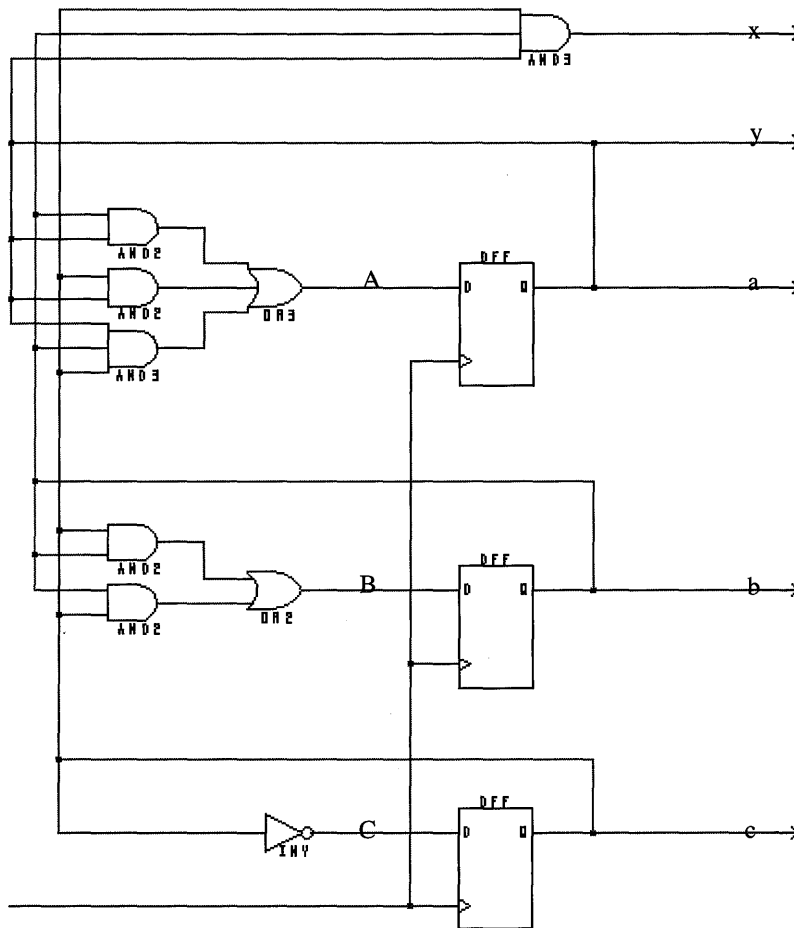 x
AND3
y
AND2
DFF
AND2
A
D
Q
a
OR3
AND3
AND2
DFF
B
D
Q
b
AND2
OR2
DFF
C
D
Q
c
INV